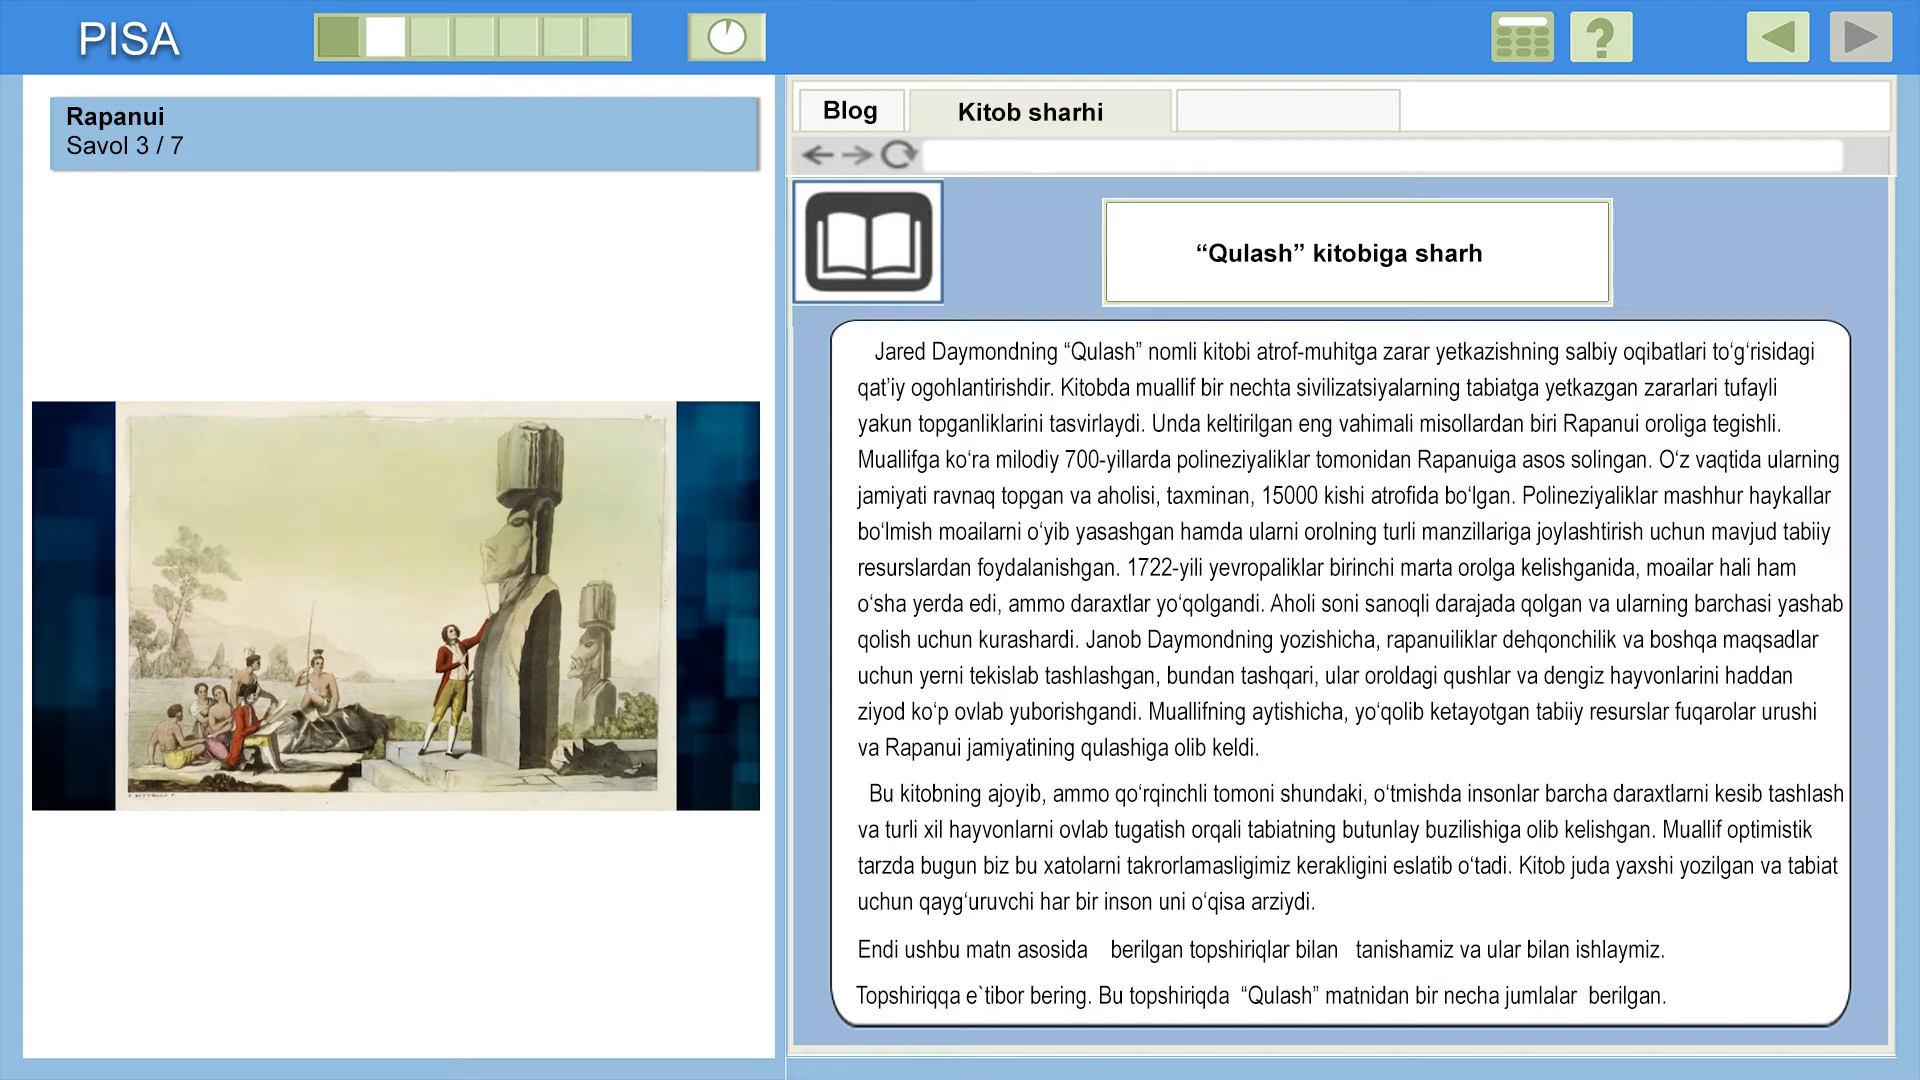 PISA
Rapanui
Savol 3 / 7
Blog
Kitob sharhi
“Qulash” kitobiga sharh
Jared Daymondning “Qulash” nomli kitobi atrof-muhitga zarar yetkazishning salbiy oqibatlari to‘g‘risidagi
qat’iy ogohlantirishdir. Kitobda muallif bir nechta sivilizatsiyalarning tabiatga yetkazgan zararlari tufayli
yakun topganliklarini tasvirlaydi. Unda keltirilgan eng vahimali misollardan biri Rapanui oroliga tegishli.
Muallifga ko‘ra milodiy 700-yillarda polineziyaliklar tomonidan Rapanuiga asos solingan. O‘z vaqtida ularning
jamiyati ravnaq topgan va aholisi, taxminan, 15000 kishi atrofida bo‘lgan. Polineziyaliklar mashhur haykallar
bo‘lmish moailarni o‘yib yasashgan hamda ularni orolning turli manzillariga joylashtirish uchun mavjud tabiiy
resurslardan foydalanishgan. 1722-yili yevropaliklar birinchi marta orolga kelishganida, moailar hali ham
o‘sha yerda edi, ammo daraxtlar yo‘qolgandi. Aholi soni sanoqli darajada qolgan va ularning barchasi yashab
qolish uchun kurashardi. Janob Daymondning yozishicha, rapanuiliklar dehqonchilik va boshqa maqsadlar
uchun yerni tekislab tashlashgan, bundan tashqari, ular oroldagi qushlar va dengiz hayvonlarini haddan
ziyod ko‘p ovlab yuborishgandi. Muallifning aytishicha, yo‘qolib ketayotgan tabiiy resurslar fuqarolar urushi
va Rapanui jamiyatining qulashiga olib keldi.
Bu kitobning ajoyib, ammo qo‘rqinchli tomoni shundaki, o‘tmishda insonlar barcha daraxtlarni kesib tashlash
va turli xil hayvonlarni ovlab tugatish orqali tabiatning butunlay buzilishiga olib kelishgan. Muallif optimistik
tarzda bugun biz bu xatolarni takrorlamasligimiz kerakligini eslatib o‘tadi. Kitob juda yaxshi yozilgan va tabiat
uchun qayg‘uruvchi har bir inson uni o‘qisa arziydi.
Endi ushbu matn asosida berilgan topshiriqlar bilan tanishamiz va ular bilan ishlaymiz.
Topshiriqqa e`tibor bering. Bu topshiriqda “Qulash” matnidan bir necha jumlalar berilgan.